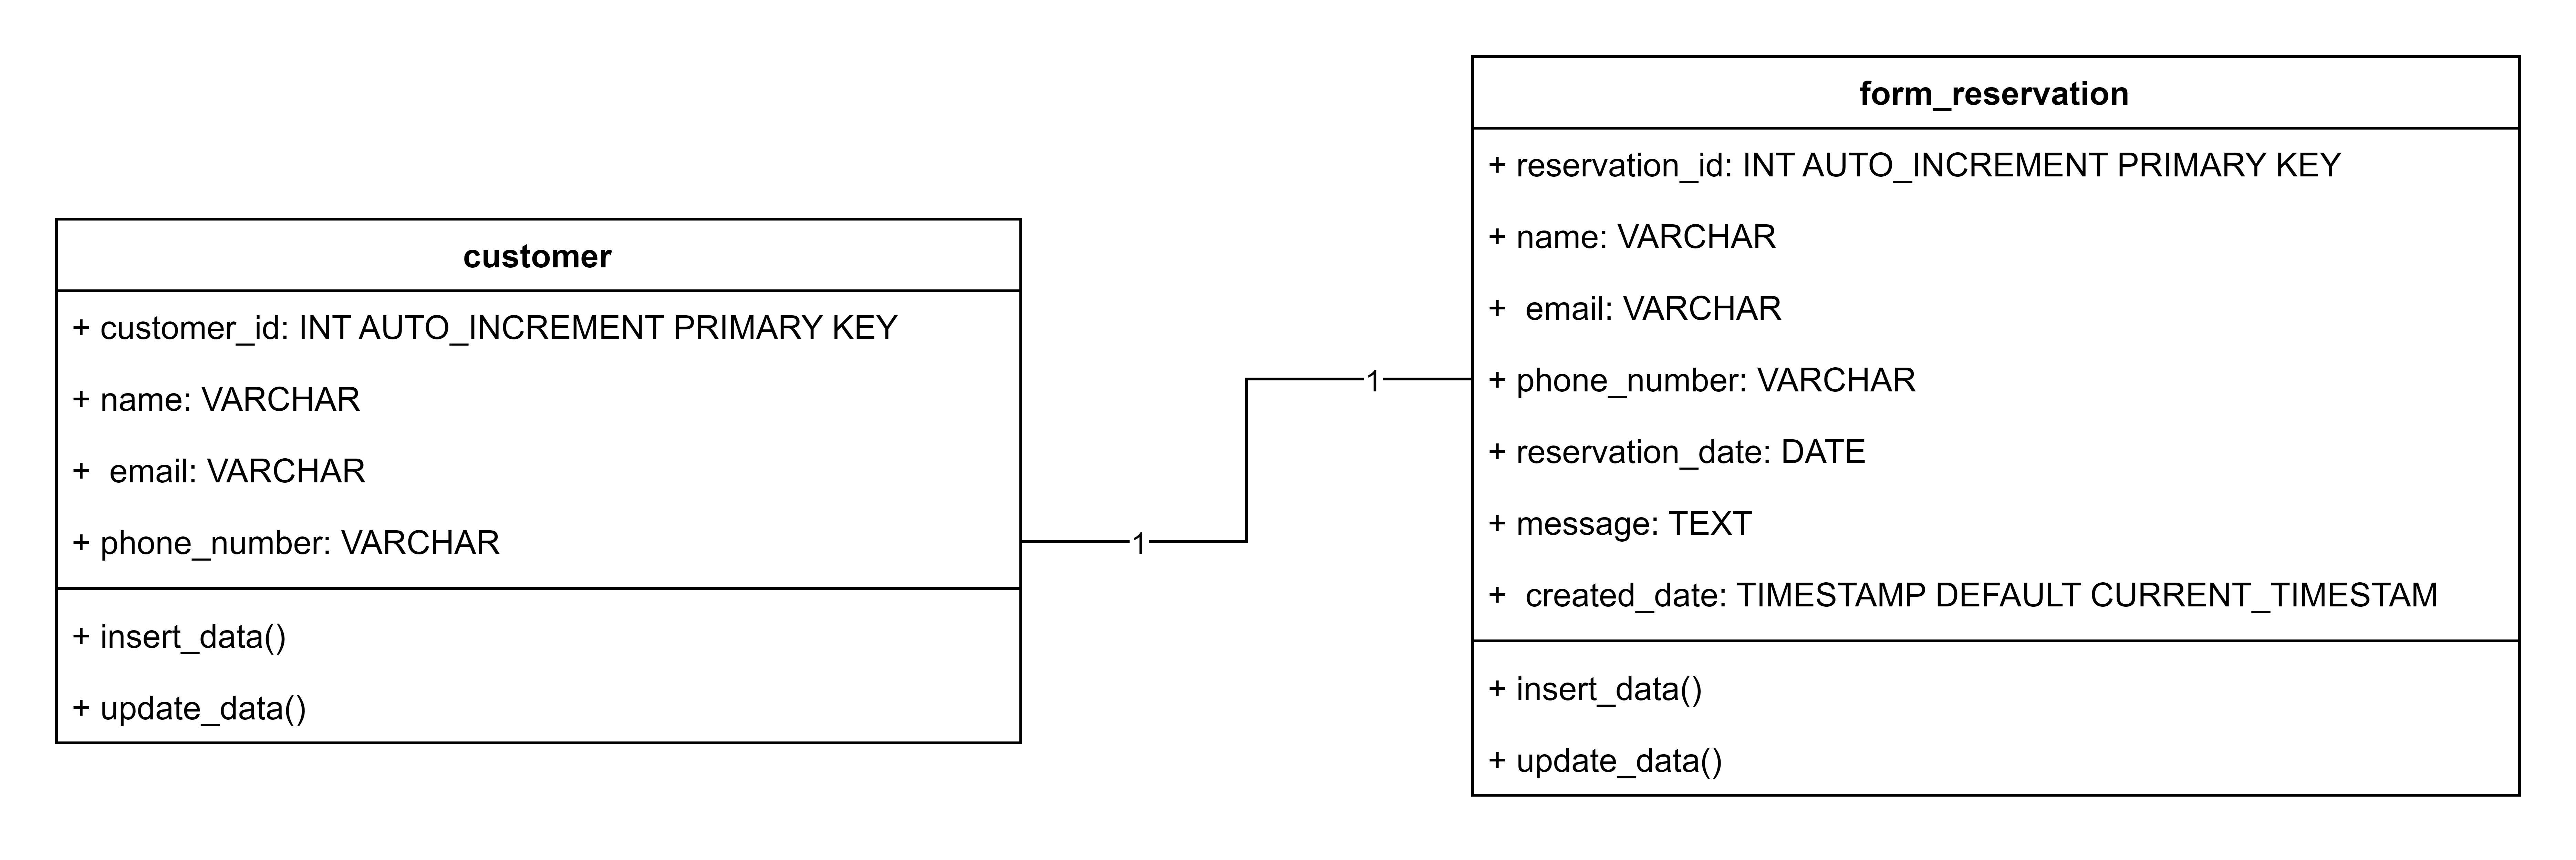 customer
+ customer_id: INT AUTO_INCREMENT PRIMARY KEY
+ name: VARCHAR
+ email: VARCHAR
+ phone_number: VARCHAR
+ insert_data()
+ update_data()
1
1
form_reservation
+ reservation_id: INT AUTO_INCREMENT PRIMARY KEY
+ name: VARCHAR
+ email: VARCHAR
+ phone_number: VARCHAR
+ reservation_date: DATE
+ message: TEXT
+ created_date: TIMESTAMP DEFAULT CURRENT_TIMESTAM
+ insert_data()
+ update_data()